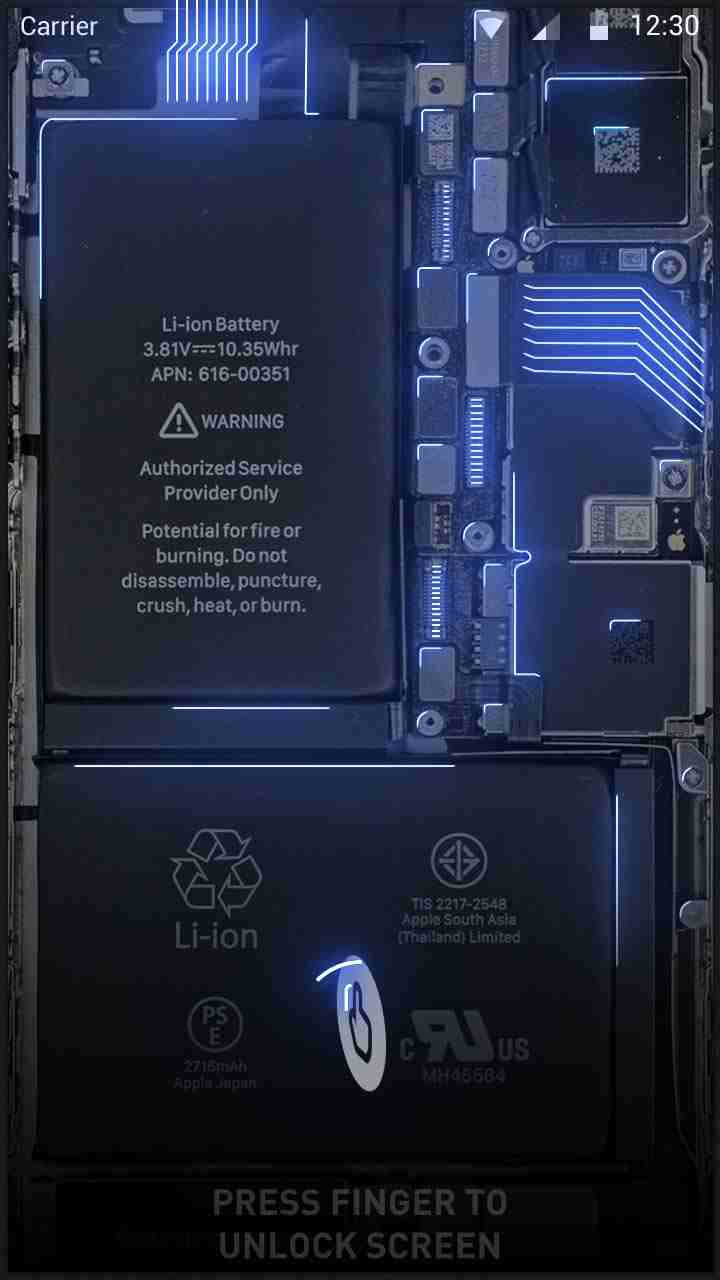 Carrier
12:30
Li-ion Battery
3.81V⎓10.35Whr
APN: 616-00351
WARNING
Authorized Service
Provider Only
Potential for fire or
burning. Do not
disassemble, puncture,
crush, heat, or burn.
Li-ion
TIS 2217-2548
Apple South Asia
(Thailand) Limited
PS
E
2716mAh
Apple Japan
c RU US
MH45564
PRESS FINGER TO
UNLOCK SCREEN